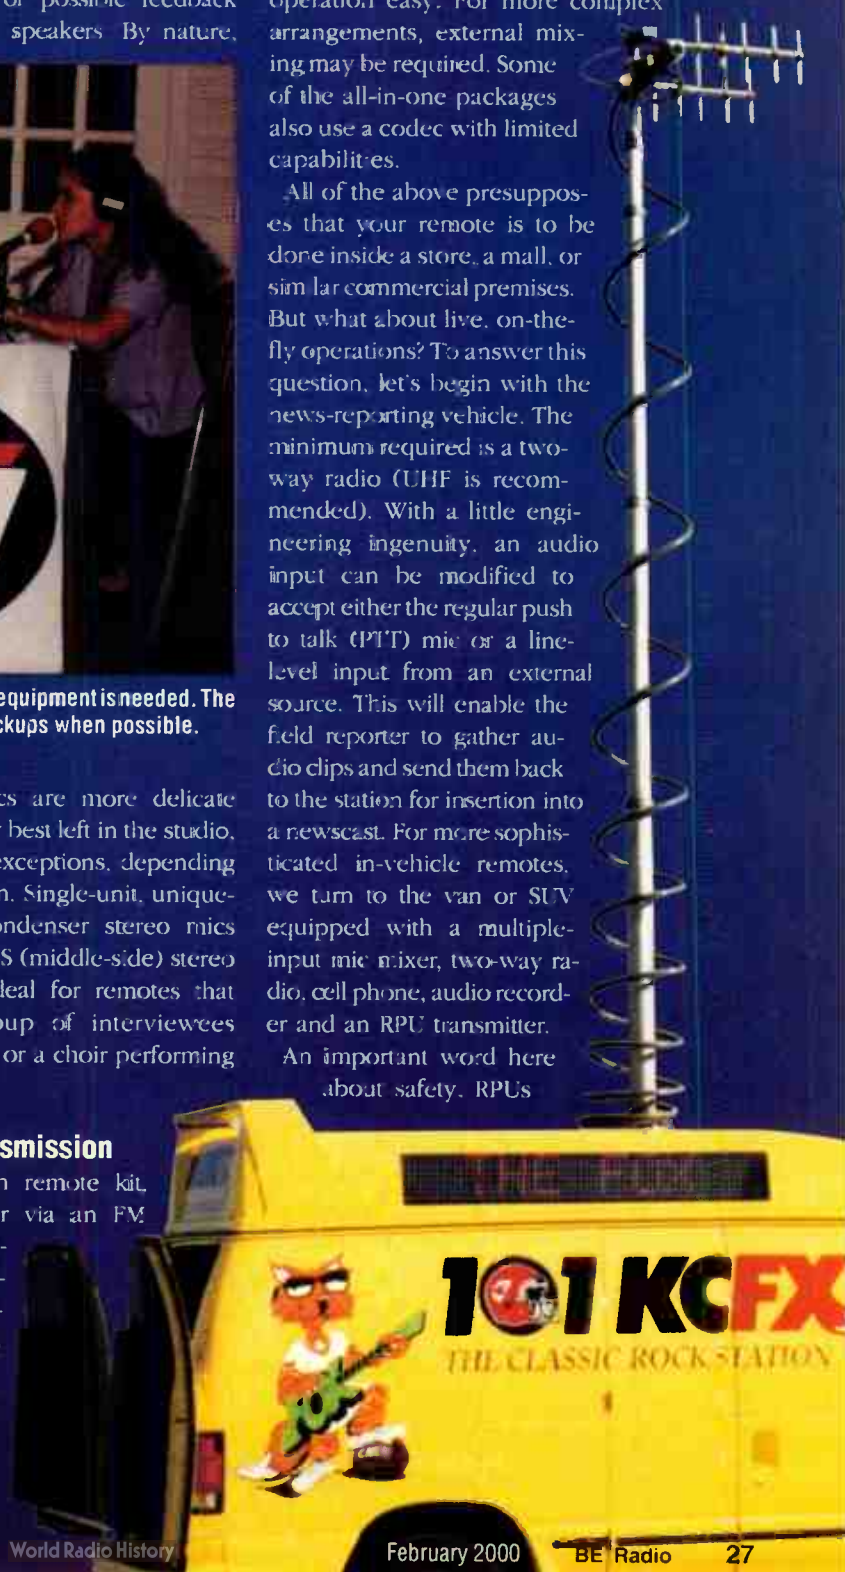 or possible feedback
speakers. By nature,
equipment is needed. The
ckups when possible.
cs are more delicate
best left in the studio,
exceptions, depending
n. Single-unit, unique-
ondenser stereo mics
S (middle-side) stereo
deal for remotes that
oup of interviewees
or a choir performing
smission
n remote kit,
r via an FM
operation easy. For more complex
arrangements, external mix-
ing may be required. Some
of the all-in-one packages
also use a codec with limited
capabilities.
All of the above presuppos-
es that your remote is to be
done inside a store, a mall, or
similar commercial premises.
But what about live, on-the-
fly operations? To answer this
question, let's begin with the
news-reporting vehicle. The
minimum required is a two-
way radio (UHF is recom-
mended). With a little engi-
neering ingenuity, an audio
input can be modified to
accept either the regular push
to talk (PTT) mic or a line-
level input from an external
source. This will enable the
field reporter to gather au-
dio clips and send them back
to the station for insertion into
a newscast. For more sophis-
ticated in-vehicle remotes,
we turn to the van or SUV
equipped with a multiple-
input mic mixer, two-way ra-
dio, cell phone, audio record-
er and an RPU transmitter.
An important word here
about safety. RPUs
101 KCFX
THE CLASSIC ROCK STATION
FOX
World Radio History
February 2000 BE Radio 27